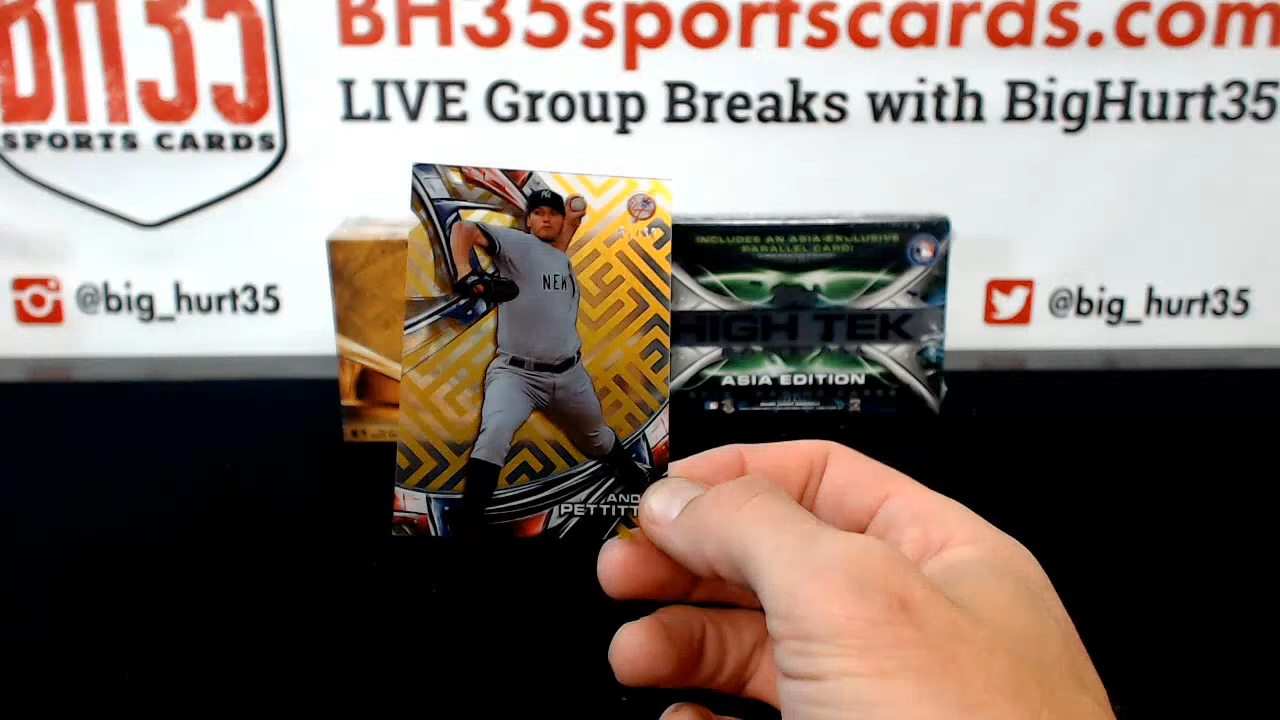 BH35
SPORTS CARDS
BH35sportscards.com
LIVE Group Breaks with BigHurt35
@big_hurt35
@big_hurt35
NEW
PETTITT
INCLUDES AN ASIA-EXCLUSIVE
PARALLEL CARD!
HIGH TEK
ASIA EDITION